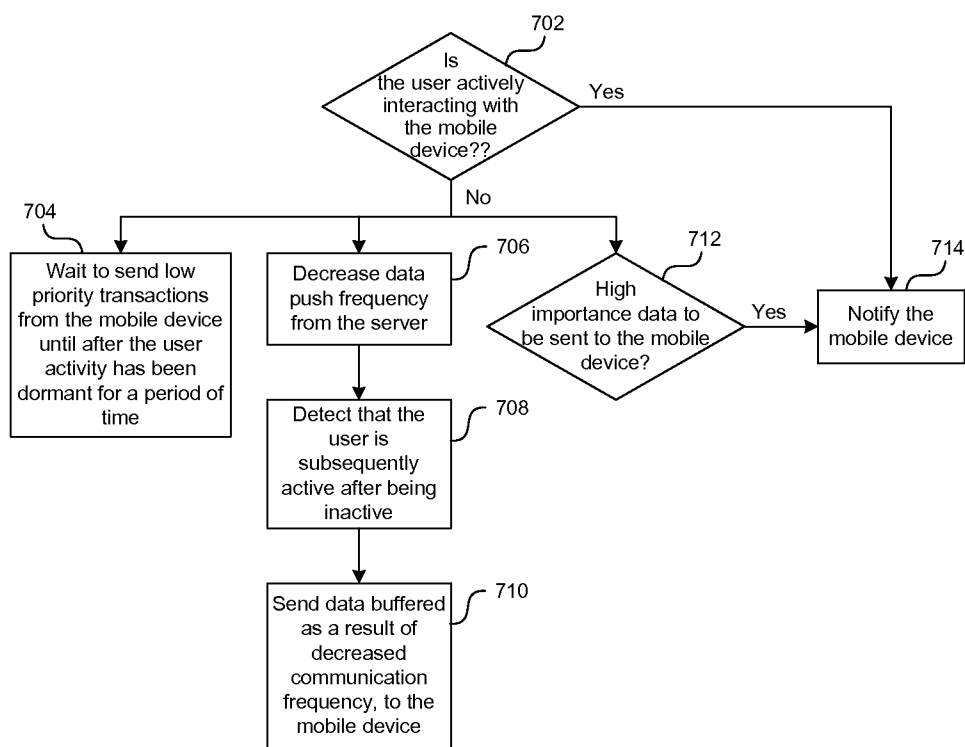 702
Is
the user actively
interacting with
the mobile
device??
Yes
No
704
Wait to send low
priority transactions
from the mobile device
until after the user
activity has been
dormant for a period of
time
706
Decrease data
push frequency
from the server
712
High
importance data to
be sent to the mobile
device?
Yes
714
Notify the
mobile device
708
Detect that the
user is
subsequently
active after being
inactive
710
Send data buffered
as a result of
decreased
communication
frequency, to the
mobile device